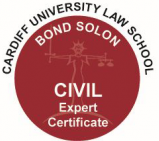 CARDIFF UNIVERSITY LAW SCHOOL
BOND SOLON
CIVIL
Expert
Certificate